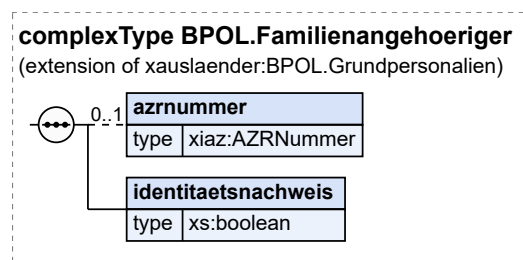 complexType BPOL.Familienangehoeriger
(extension of xauslaender:BPOL.Grundpersonalien)
0..1
azrnummer
type xiaz:AZRNummer
identitaetsnachweis
type xs:boolean